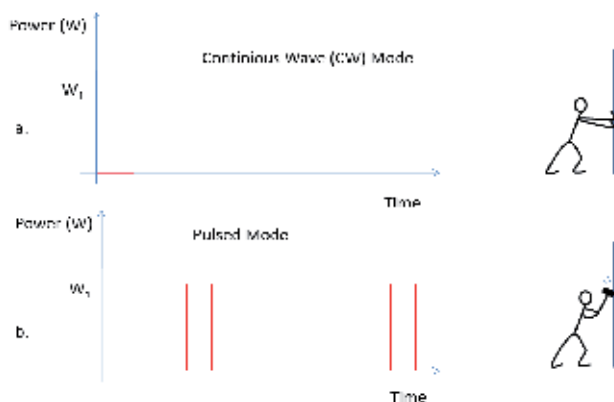 Power (W)
Continious Wave (CW) Mode
W₁
a.
Time
Power (W)
Pulsed Mode
W₁
b.
Time